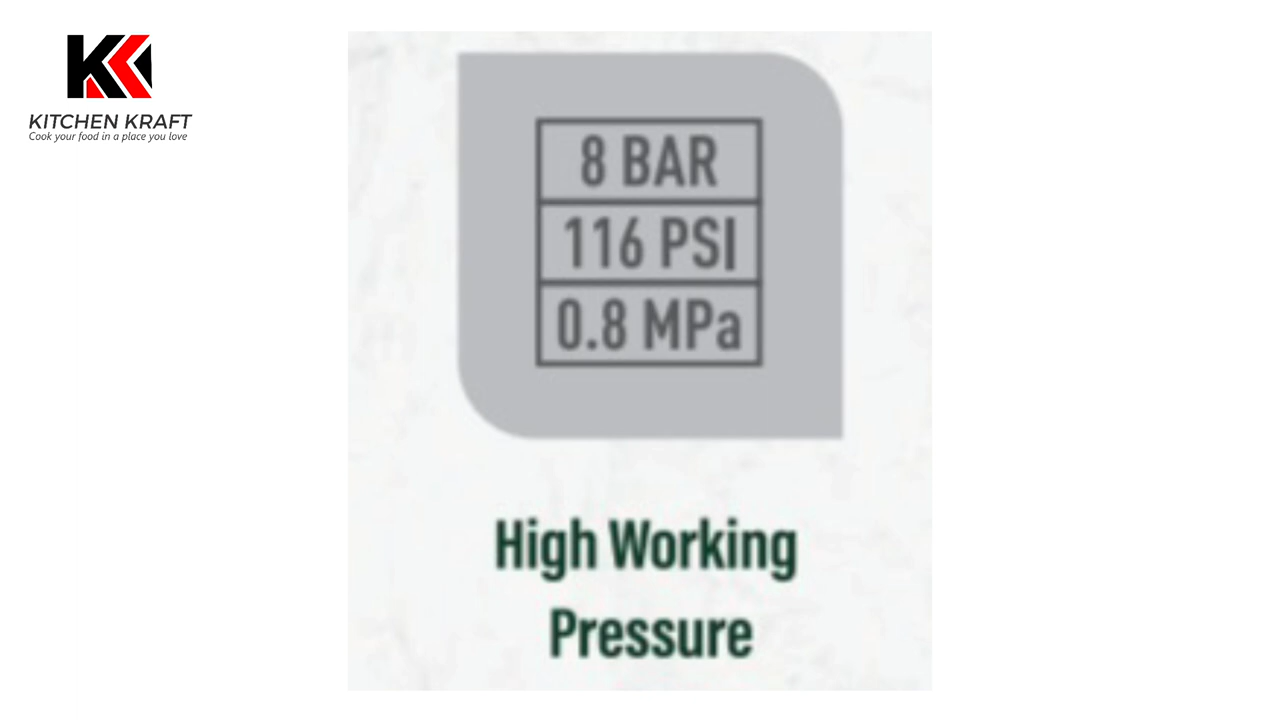 KITCHEN KRAFT
Cook your food in a place you love
8 BAR
116 PSI
0.8 MPa
High Working
Pressure